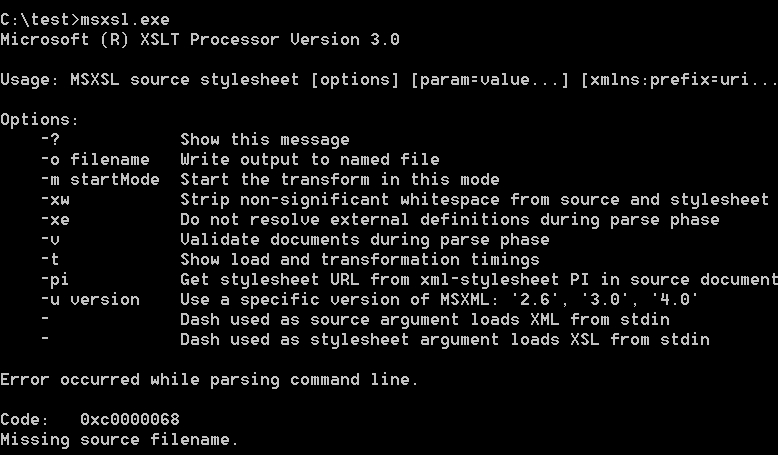 C:\test>msxsl.exe
Microsoft (R) XSLT Processor Version 3.0
Usage: MSXSL source stylesheet [options] [param=value...] [xmlns:prefix=uri...
Options:
-? Show this message
-o filename Write output to named file
-m startMode Start the transform in this mode
-xw Strip non-significant whitespace from source and stylesheet
-xe Do not resolve external definitions during parse phase
-v Validate documents during parse phase
-t Show load and transformation timings
-pi Get stylesheet URL from xml-stylesheet PI in source document
-u version Use a specific version of MSXML: '2.6', '3.0', '4.0'
- Dash used as source argument loads XML from stdin
- Dash used as stylesheet argument loads XSL from stdin
Error occurred while parsing command line.
Code: 0xc0000068
Missing source filename.